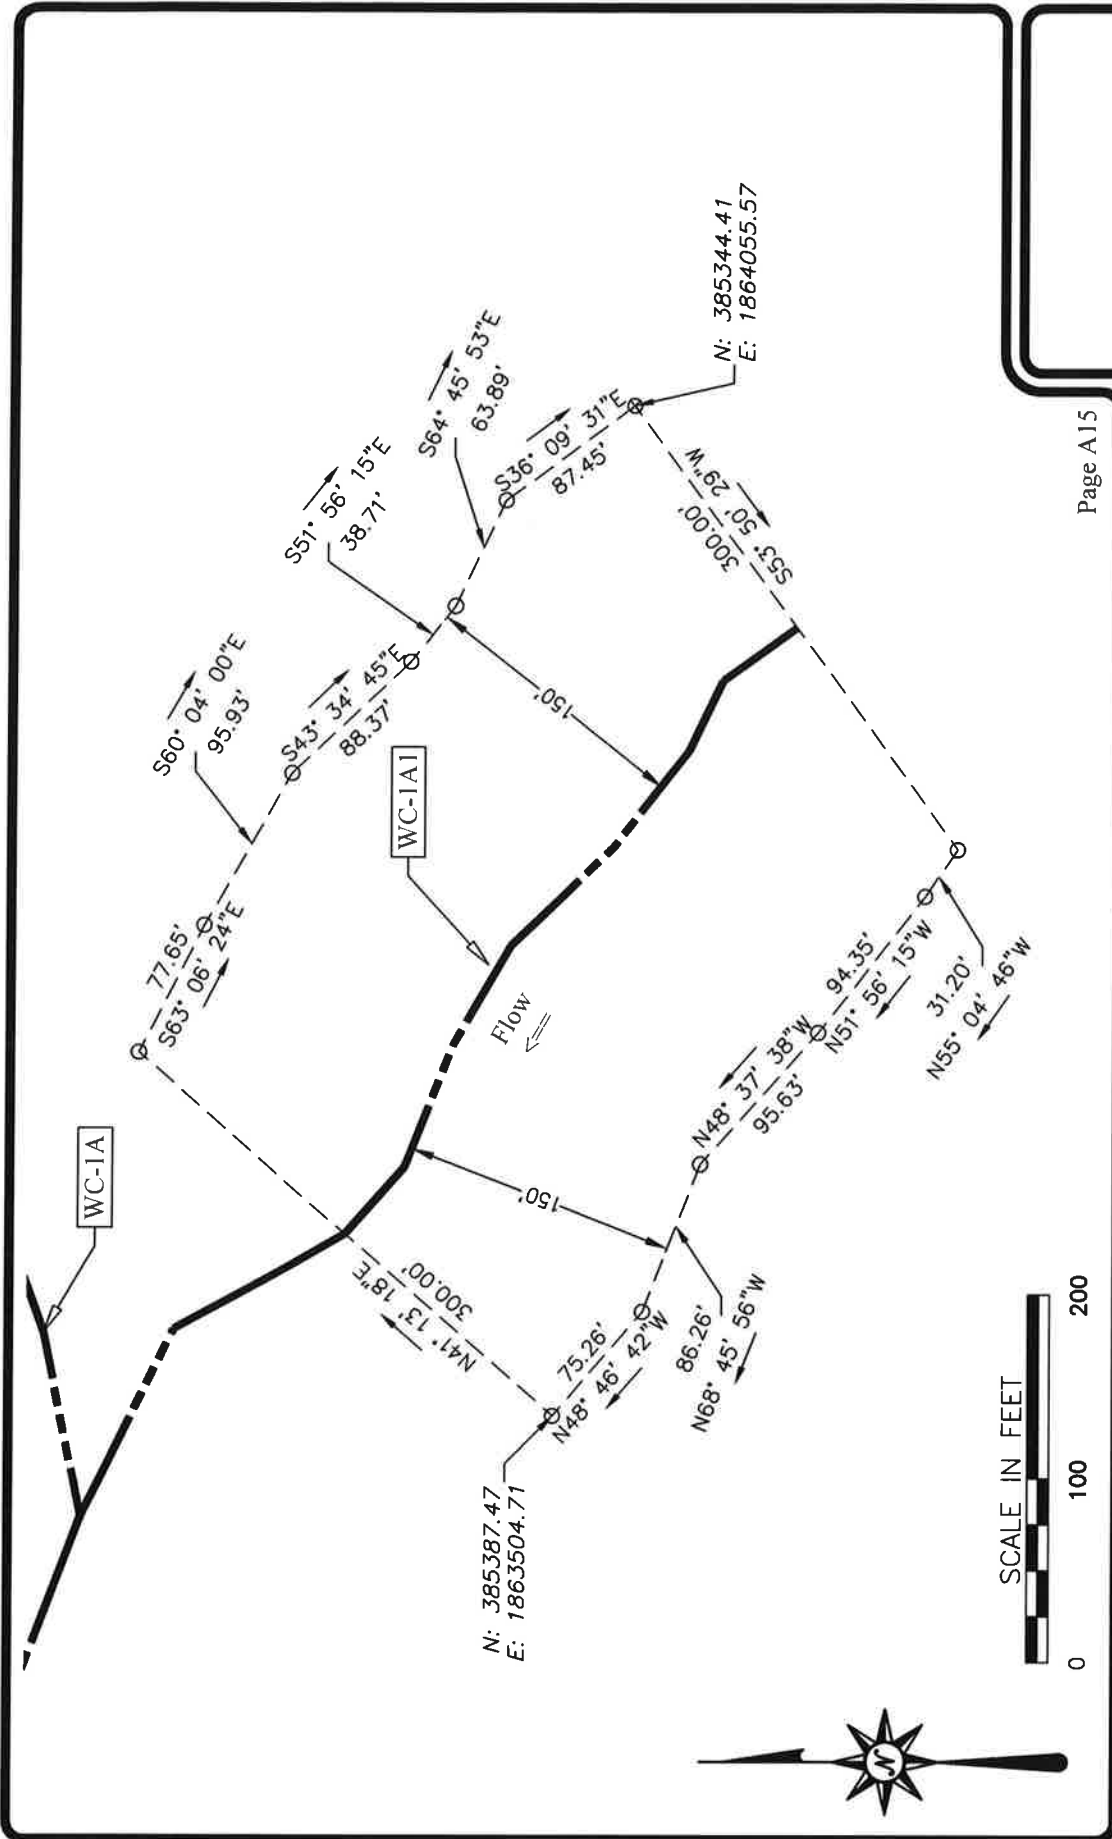 WC-1A
77.65'
S63° 06' 24"E
S60° 04' 00"E
95.93'
S43° 34' 45"E
88.37'
S51° 56' 15"E
38.71'
S64° 45' 53"E
63.89'
S36° 09' 31"E
87.45'
N: 385344.41
E: 1864055.57
S53° 50' 29"W
300.00'
150'
WC-1A1
Flow
150'
N41° 13' 18"E
300.00'
N: 385387.47
E: 1863504.71
75.26'
N48° 46' 42"W
86.26'
N68° 45' 56"W
N48° 37' 38"W
95.63'
94.35'
N51° 56' 15"W
31.20'
N55° 04' 46"W
N
SCALE IN FEET
0 100 200
Page A15